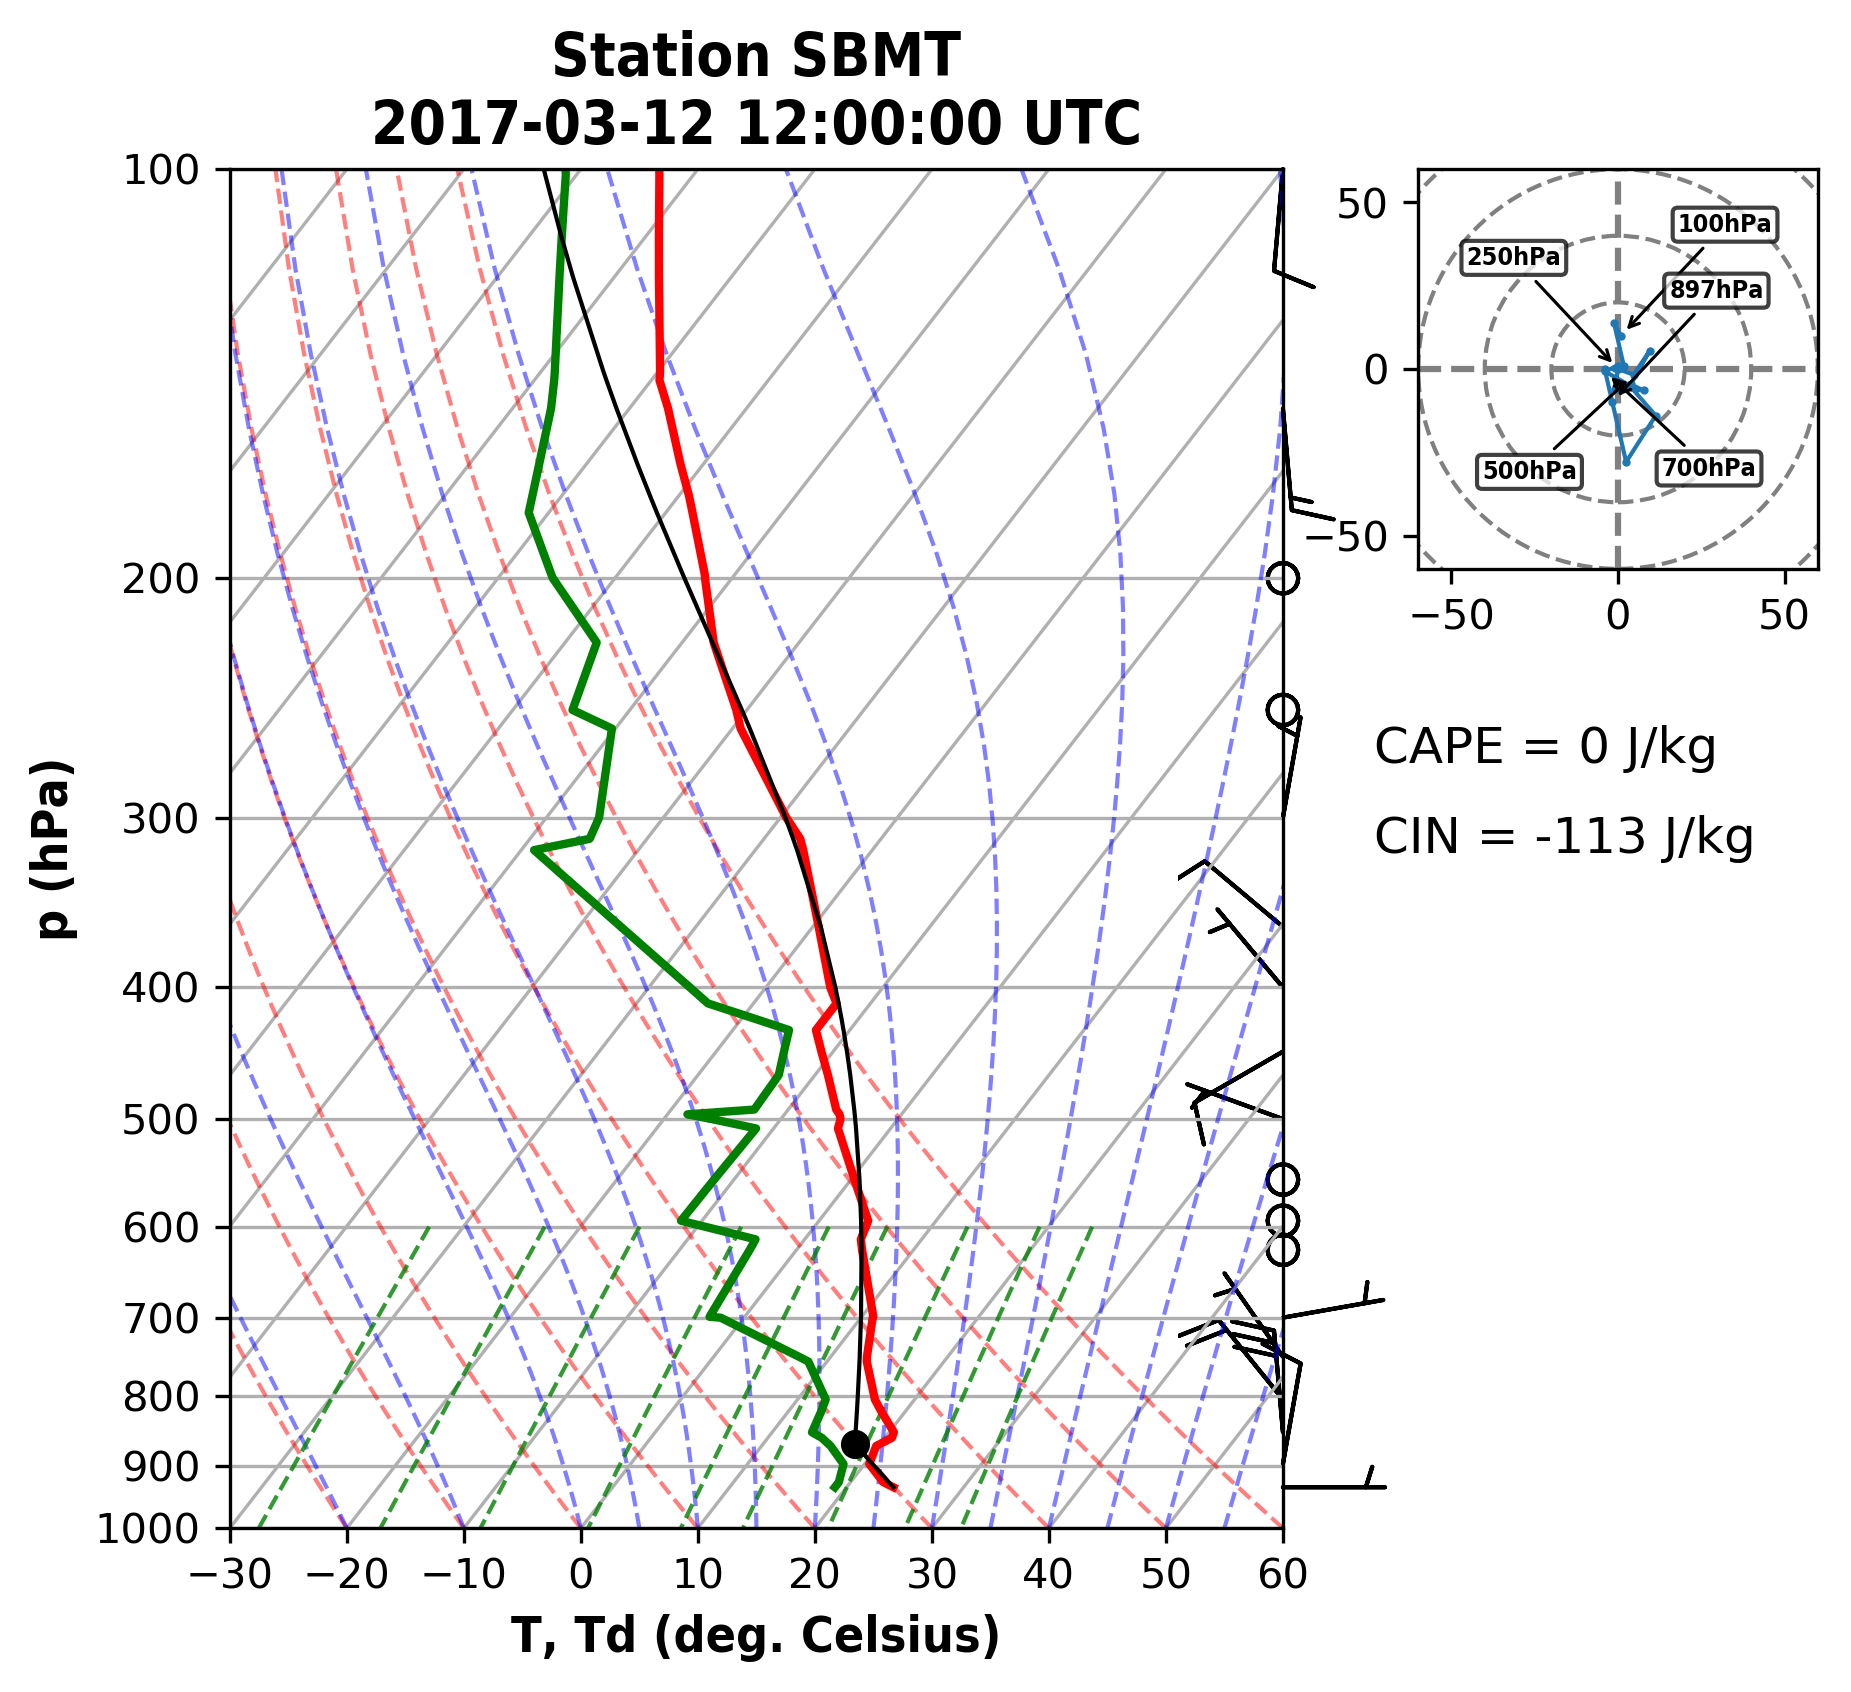 Station SBMT
2017-03-12 12:00:00 UTC
100
200
300
400
500
600
700
800
900
1000
p (hPa)
−30 −20 −10 0 10 20 30 40 50 60
T, Td (deg. Celsius)
50
0
−50
−50 0 50
100hPa
250hPa
897hPa
500hPa
700hPa
CAPE = 0 J/kg
CIN = -113 J/kg